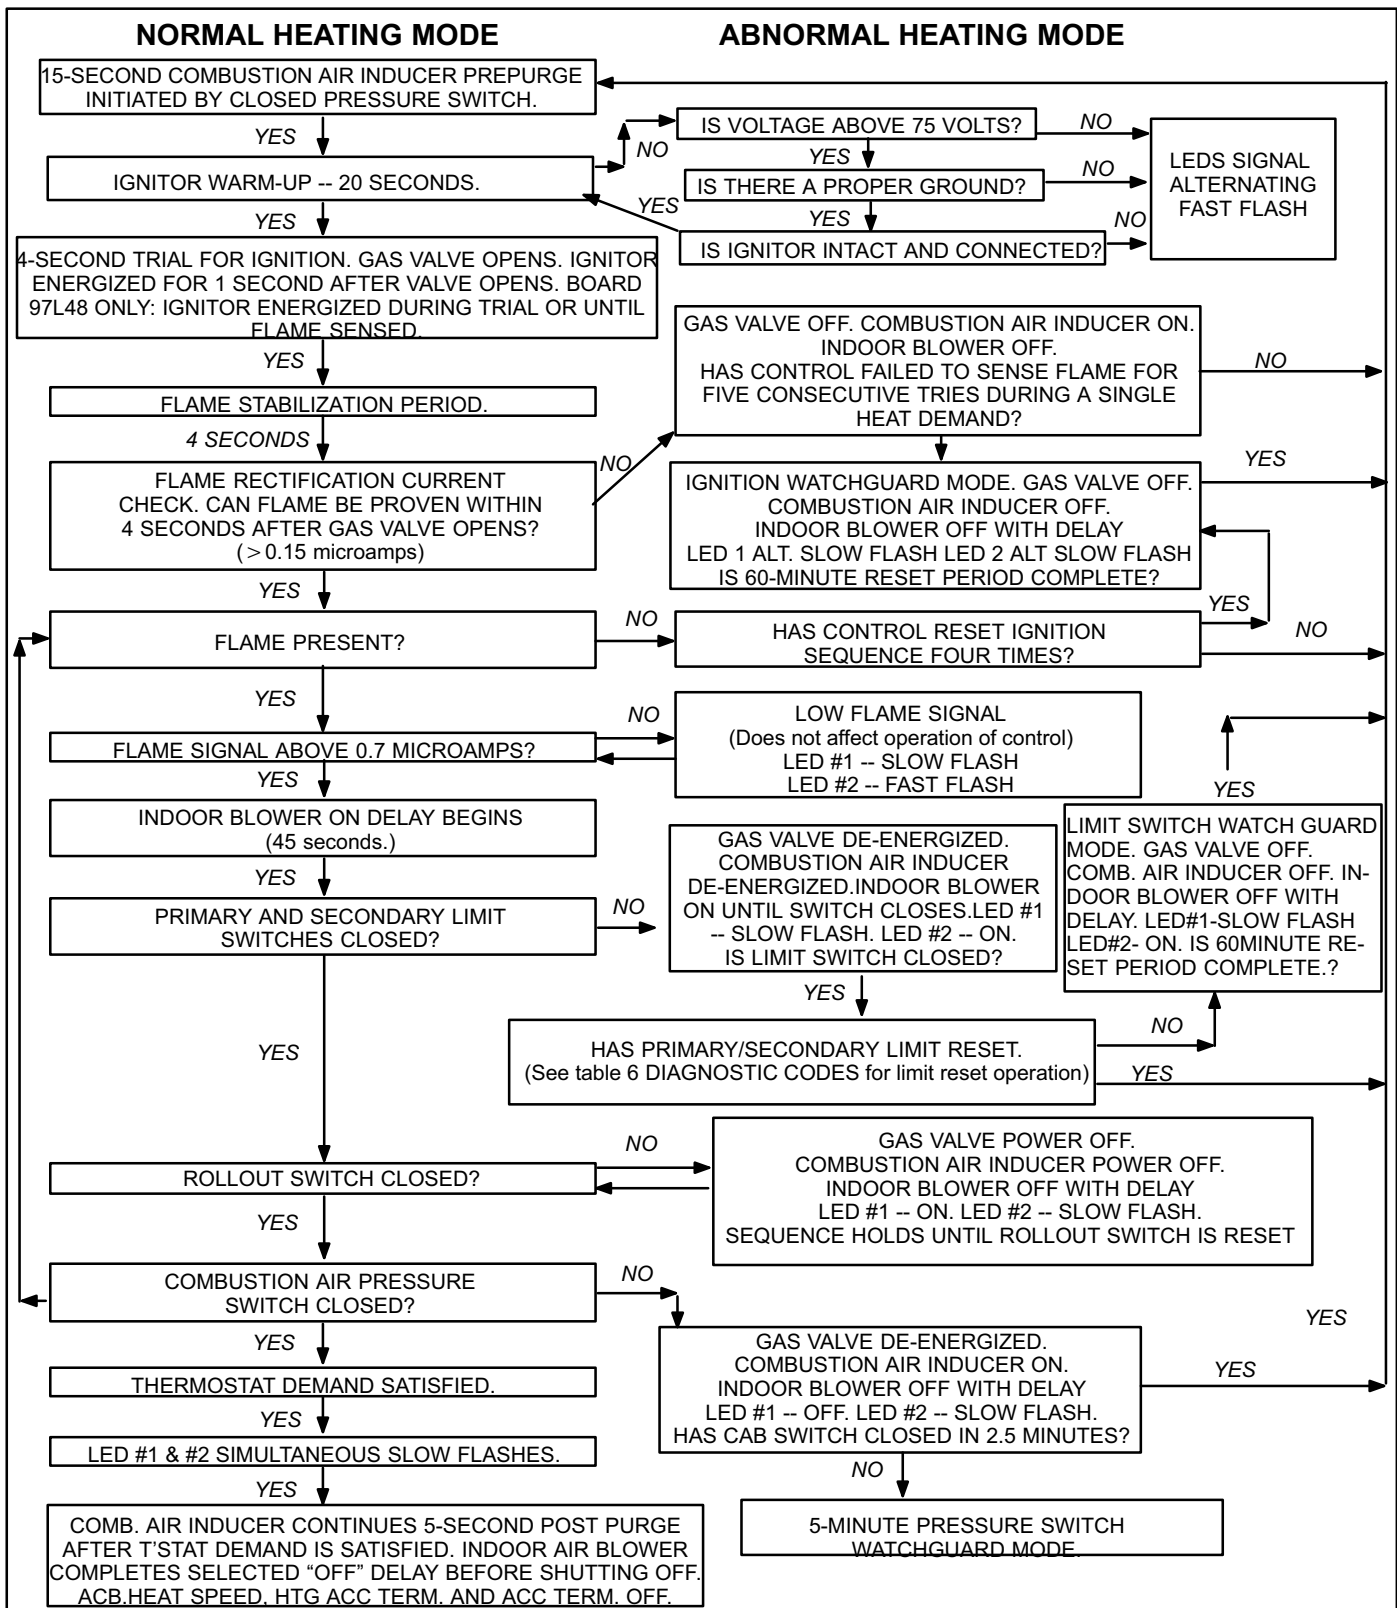 NORMAL HEATING MODE
ABNORMAL HEATING MODE
15-SECOND COMBUSTION AIR INDUCER PREPURGE
INITIATED BY CLOSED PRESSURE SWITCH.
YES
NO
IS VOLTAGE ABOVE 75 VOLTS?
NO
YES
IGNITOR WARM-UP -- 20 SECONDS.
IS THERE A PROPER GROUND?
NO
LEDS SIGNAL
ALTERNATING
FAST FLASH
YES
YES
YES
NO
IS IGNITOR INTACT AND CONNECTED?
4-SECOND TRIAL FOR IGNITION. GAS VALVE OPENS. IGNITOR
ENERGIZED FOR 1 SECOND AFTER VALVE OPENS. BOARD
97L48 ONLY: IGNITOR ENERGIZED DURING TRIAL OR UNTIL
FLAME SENSED.
YES
GAS VALVE OFF. COMBUSTION AIR INDUCER ON.
INDOOR BLOWER OFF.
HAS CONTROL FAILED TO SENSE FLAME FOR
FIVE CONSECUTIVE TRIES DURING A SINGLE
HEAT DEMAND?
NO
FLAME STABILIZATION PERIOD.
4 SECONDS
NO
FLAME RECTIFICATION CURRENT
CHECK. CAN FLAME BE PROVEN WITHIN
4 SECONDS AFTER GAS VALVE OPENS?
(>0.15 microamps)
YES
IGNITION WATCHGUARD MODE. GAS VALVE OFF.
COMBUSTION AIR INDUCER OFF.
INDOOR BLOWER OFF WITH DELAY
LED 1 ALT. SLOW FLASH LED 2 ALT SLOW FLASH
IS 60-MINUTE RESET PERIOD COMPLETE?
YES
FLAME PRESENT?
NO
HAS CONTROL RESET IGNITION
SEQUENCE FOUR TIMES?
YES
NO
YES
FLAME SIGNAL ABOVE 0.7 MICROAMPS?
NO
LOW FLAME SIGNAL
(Does not affect operation of control)
LED #1 -- SLOW FLASH
LED #2 -- FAST FLASH
YES
YES
INDOOR BLOWER ON DELAY BEGINS
(45 seconds.)
YES
PRIMARY AND SECONDARY LIMIT
SWITCHES CLOSED?
NO
GAS VALVE DE-ENERGIZED.
COMBUSTION AIR INDUCER
DE-ENERGIZED.INDOOR BLOWER
ON UNTIL SWITCH CLOSES.LED #1
-- SLOW FLASH. LED #2 -- ON.
IS LIMIT SWITCH CLOSED?
LIMIT SWITCH WATCH GUARD
MODE. GAS VALVE OFF.
COMB. AIR INDUCER OFF. IN-
DOOR BLOWER OFF WITH
DELAY. LED#1-SLOW FLASH
LED#2- ON. IS 60MINUTE RE-
SET PERIOD COMPLETE.?
YES
YES
HAS PRIMARY/SECONDARY LIMIT RESET.
(See table 6 DIAGNOSTIC CODES for limit reset operation)
NO
YES
ROLLOUT SWITCH CLOSED?
NO
GAS VALVE POWER OFF.
COMBUSTION AIR INDUCER POWER OFF.
INDOOR BLOWER OFF WITH DELAY
LED #1 -- ON. LED #2 -- SLOW FLASH.
SEQUENCE HOLDS UNTIL ROLLOUT SWITCH IS RESET
YES
COMBUSTION AIR PRESSURE
SWITCH CLOSED?
NO
YES
YES
GAS VALVE DE-ENERGIZED.
COMBUSTION AIR INDUCER ON.
INDOOR BLOWER OFF WITH DELAY
LED #1 -- OFF. LED #2 -- SLOW FLASH.
HAS CAB SWITCH CLOSED IN 2.5 MINUTES?
YES
THERMOSTAT DEMAND SATISFIED.
YES
LED #1 & #2 SIMULTANEOUS SLOW FLASHES.
YES
NO
COMB. AIR INDUCER CONTINUES 5-SECOND POST PURGE
AFTER T'STAT DEMAND IS SATISFIED. INDOOR AIR BLOWER
COMPLETES SELECTED “OFF” DELAY BEFORE SHUTTING OFF.
ACB.HEAT SPEED, HTG ACC TERM. AND ACC TERM. OFF.
5-MINUTE PRESSURE SWITCH
WATCHGUARD MODE.